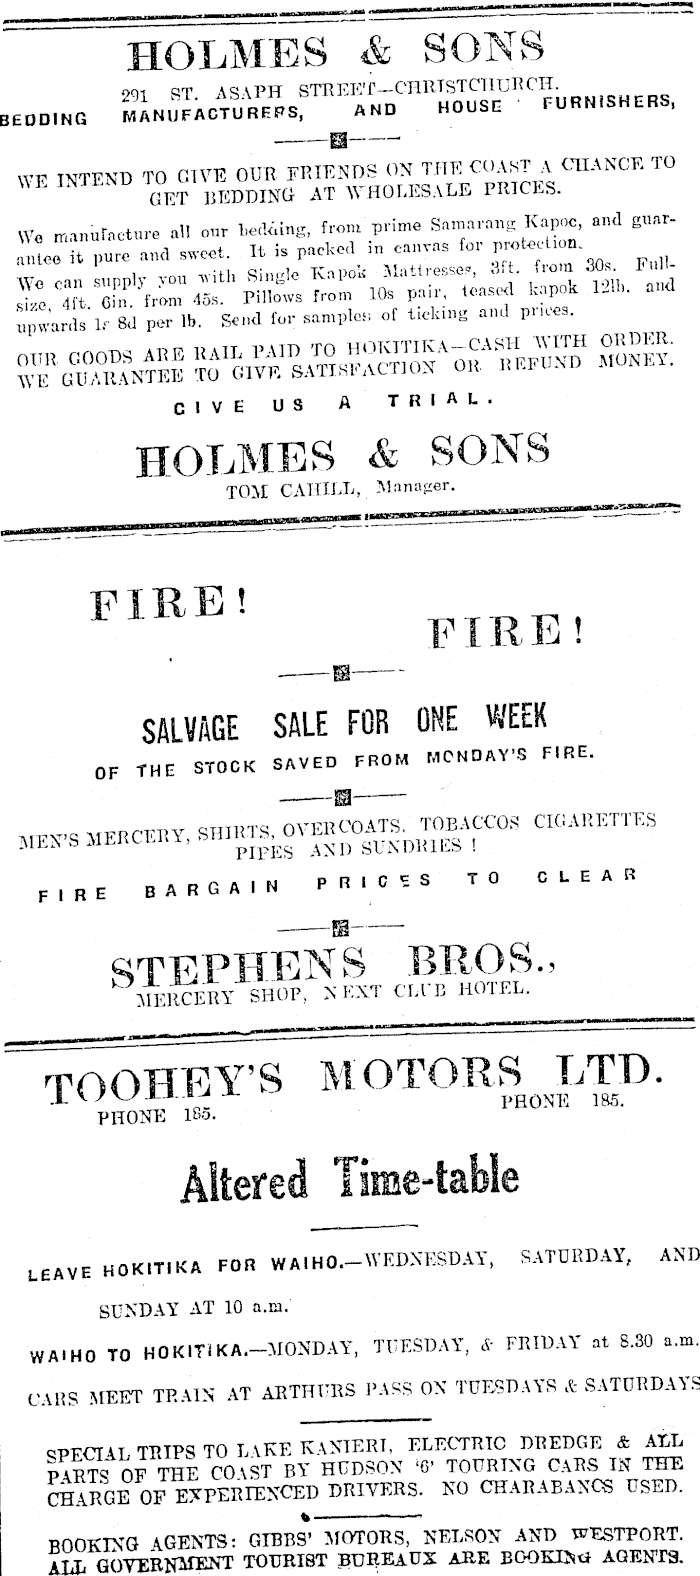 HOLMES & SONS
291 ST. ASAPH STREET—CHRISTCHURCH.
BEDDING MANUFACTURERS, AND HOUSE FURNISHERS,
WE INTEND TO GIVE OUR FRIENDS ON THE COAST A CHANCE TO
GET BEDDING AT WHOLESALE PRICES.
We manufacture all our bedding, from prime Samarang Kapoc, and guar-
antee it pure and sweet. It is packed in canvas for protection.
We can supply you with Single Kapok Mattresses, 3ft. from 30s. Full-
size, 4ft. 6in. from 45s. Pillows from 10s pair, teased kapok 12lb. and
upwards 1s 8d per lb. Send for samples of ticking and prices.
OUR GOODS ARE RAIL PAID TO HOKITIKA—CASH WITH ORDER.
WE GUARANTEE TO GIVE SATISFACTION OR REFUND MONEY.
GIVE US A TRIAL.
HOLMES & SONS
TOM CAHILL, Manager.
FIRE!
FIRE!
SALVAGE SALE FOR ONE WEEK
OF THE STOCK SAVED FROM MONDAY'S FIRE.
MEN'S MERCERY, SHIRTS, OVERCOATS, TOBACCOS CIGARETTES
PIPES AND SUNDRIES!
FIRE BARGAIN PRICES TO CLEAR
STEPHENS BROS.,
MERCERY SHOP, NEXT CLUB HOTEL.
TOOHEY'S MOTORS LTD.
PHONE 185. PHONE 185.
Altered Time-table
LEAVE HOKITIKA FOR WAIHO.—WEDNESDAY, SATURDAY, AND
SUNDAY AT 10 a.m.
WAIHO TO HOKITIKA.—MONDAY, TUESDAY, & FRIDAY at 8.30 a.m.
CARS MEET TRAIN AT ARTHURS PASS ON TUESDAYS & SATURDAYS
SPECIAL TRIPS TO LAKE KANIERI, ELECTRIC DREDGE & ALL
PARTS OF THE COAST BY HUDSON '6' TOURING CARS IN THE
CHARGE OF EXPERIENCED DRIVERS. NO CHARABANCS USED.
BOOKING AGENTS: GIBBS' MOTORS, NELSON AND WESTPORT.
ALL GOVERNMENT TOURIST BUREAUX ARE BOOKING AGENTS.